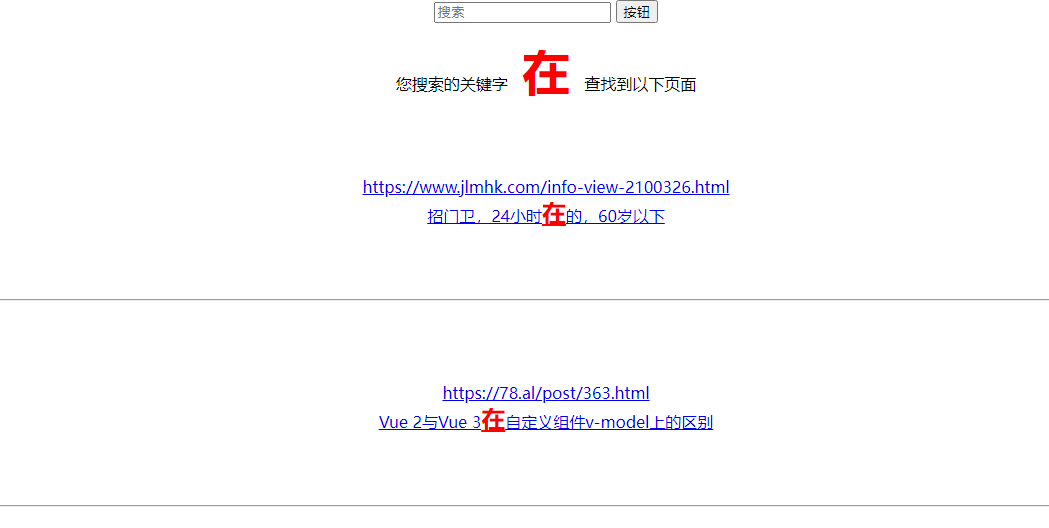 搜索 按钮
您搜索的关键字 在 查找到以下页面
https://www.jlmhk.com/info-view-2100326.html
招门卫，24小时在的，60岁以下
https://78.al/post/363.html
Vue 2与Vue 3在自定义组件v-model上的区别